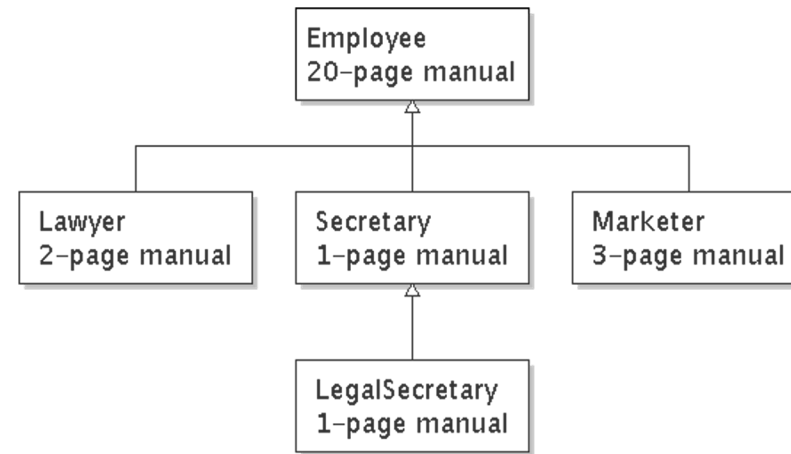 Employee
20-page manual
Lawyer
2-page manual
Secretary
1-page manual
Marketer
3-page manual
LegalSecretary
1-page manual